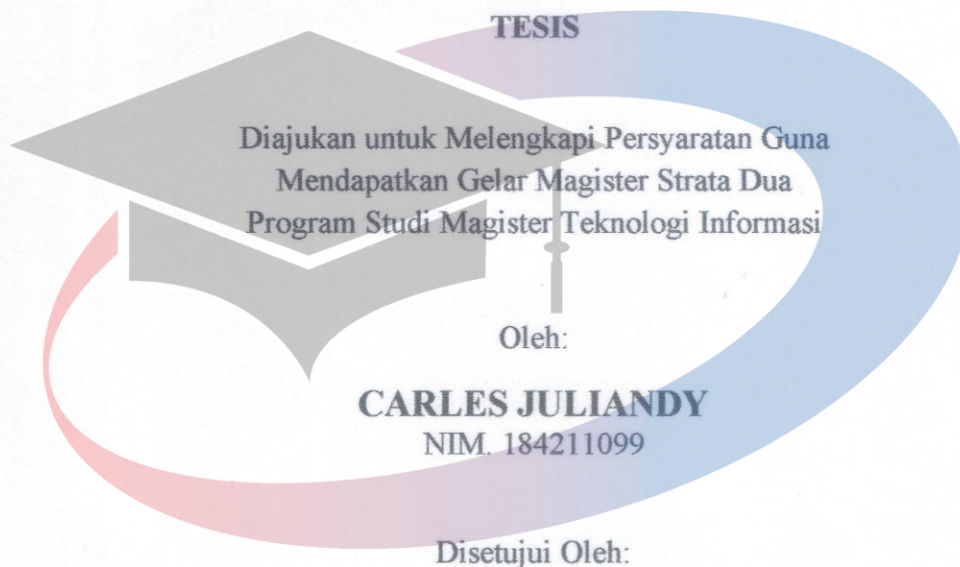 TESIS
Diajukan untuk Melengkapi Persyaratan Guna
Mendapatkan Gelar Magister Strata Dua
Program Studi Magister Teknologi Informasi
Oleh:
CARLES JULIANDY
NIM. 184211099
Disetujui Oleh: